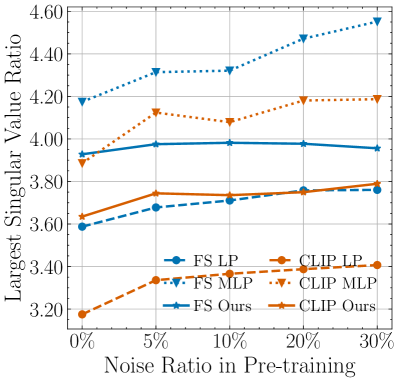 Largest Singular Value Ratio
4.60
4.40
4.20
4.00
3.80
3.60
3.40
3.20
FS LP
CLIP LP
FS MLP
CLIP MLP
FS Ours
CLIP Ours
0% 5% 10% 20% 30%
Noise Ratio in Pre-training